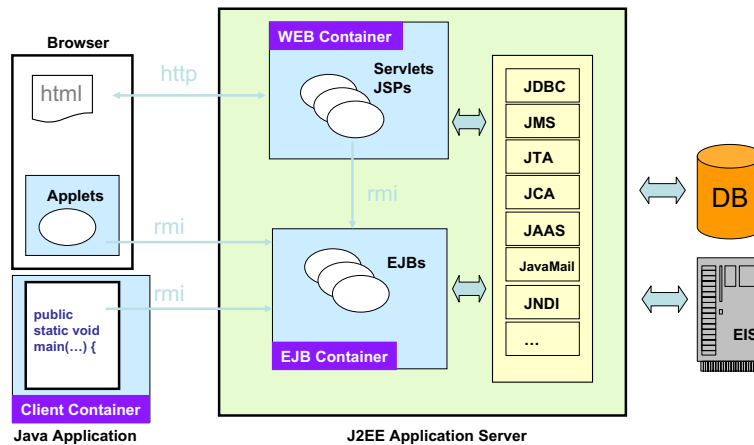 Browser
html
Applets
http
rmi
rmi
public
static void
main(…) {
Client Container
Java Application
WEB Container
Servlets
JSPs
rmi
EJBs
EJB Container
JDBC
JMS
JTA
JCA
JAAS
JavaMail
JNDI
…
J2EE Application Server
DB
EIS